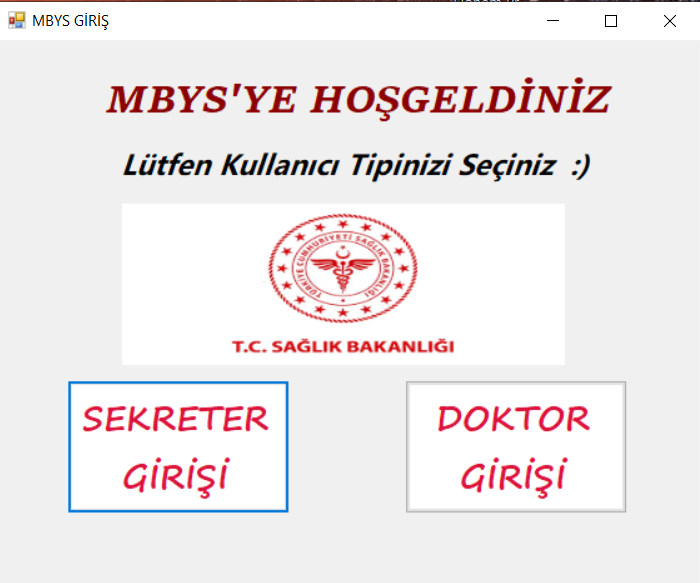 MBYS GİRİŞ
MBYS'YE HOŞGELDİNİZ
Lütfen Kullanıcı Tipinizi Seçiniz :)
TÜRKİYE CUMHURİYETİ SAĞLIK BAKANLIĞI
T.C. SAĞLIK BAKANLIĞI
SEKRETER
GİRİŞİ
DOKTOR
GİRİŞİ